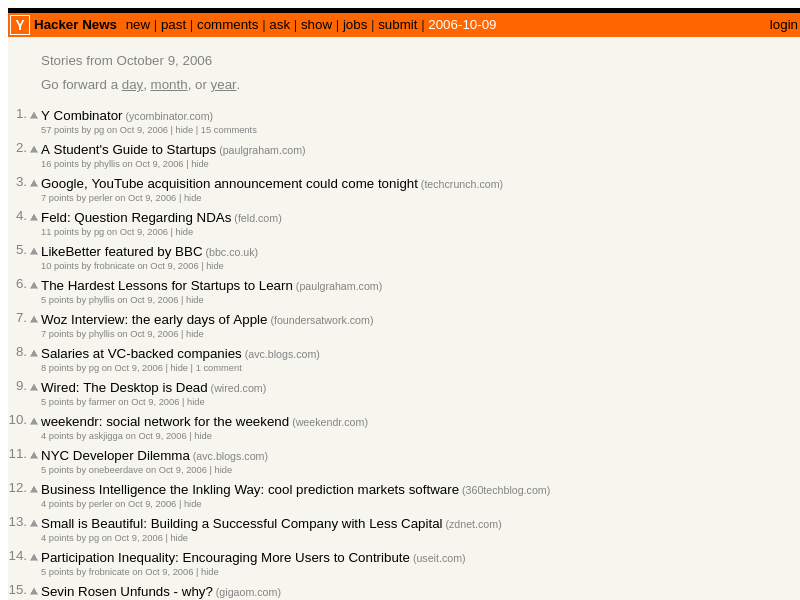 Y Hacker News new | past | comments | ask | show | jobs | submit | 2006-10-09 login
Stories from October 9, 2006
Go forward a day, month, or year.
1. Y Combinator (ycombinator.com)
57 points by pg on Oct 9, 2006 | hide | 15 comments
2. A Student's Guide to Startups (paulgraham.com)
16 points by phyllis on Oct 9, 2006 | hide
3. Google, YouTube acquisition announcement could come tonight (techcrunch.com)
7 points by perler on Oct 9, 2006 | hide
4. Feld: Question Regarding NDAs (feld.com)
11 points by pg on Oct 9, 2006 | hide
5. LikeBetter featured by BBC (bbc.co.uk)
10 points by frobnicate on Oct 9, 2006 | hide
6. The Hardest Lessons for Startups to Learn (paulgraham.com)
5 points by phyllis on Oct 9, 2006 | hide
7. Woz Interview: the early days of Apple (foundersatwork.com)
7 points by phyllis on Oct 9, 2006 | hide
8. Salaries at VC-backed companies (avc.blogs.com)
8 points by pg on Oct 9, 2006 | hide | 1 comment
9. Wired: The Desktop is Dead (wired.com)
5 points by farmer on Oct 9, 2006 | hide
10. weekendr: social network for the weekend (weekendr.com)
4 points by askjigga on Oct 9, 2006 | hide
11. NYC Developer Dilemma (avc.blogs.com)
5 points by onebeerdave on Oct 9, 2006 | hide
12. Business Intelligence the Inkling Way: cool prediction markets software (360techblog.com)
4 points by perler on Oct 9, 2006 | hide
13. Small is Beautiful: Building a Successful Company with Less Capital (zdnet.com)
4 points by pg on Oct 9, 2006 | hide
14. Participation Inequality: Encouraging More Users to Contribute (useit.com)
5 points by frobnicate on Oct 9, 2006 | hide
15. Sevin Rosen Unfunds - why? (gigaom.com)